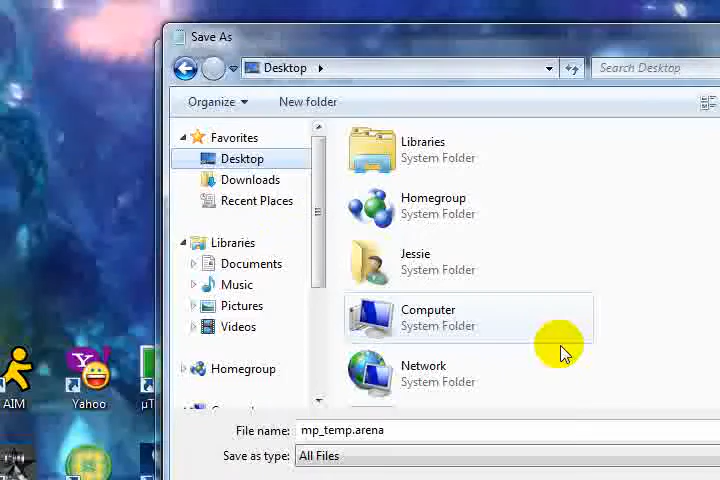 Save As
Desktop
Search Desktop
Organize
New folder
Favorites
Desktop
Downloads
Recent Places
Libraries
Documents
Music
Pictures
Videos
Homegroup
Libraries
System Folder
Homegroup
System Folder
Jessie
System Folder
Computer
System Folder
Network
System Folder
File name: mp_temp.arena
Save as type: All Files
AIM
Yahoo